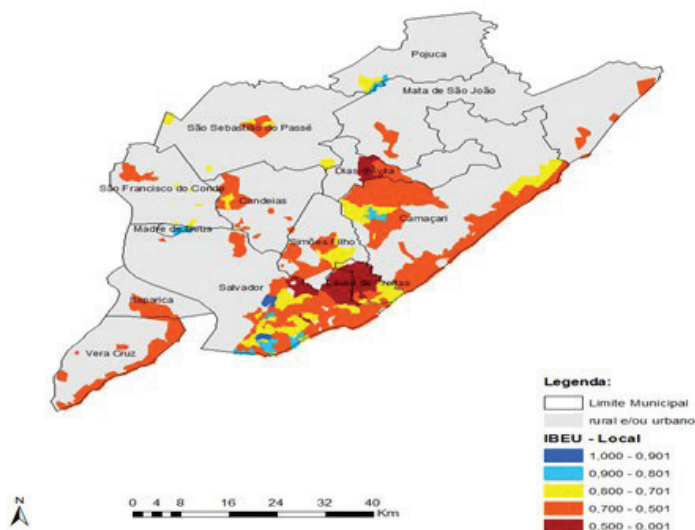 Pojuca
Mata de São João
São Sebastião do Passé
Dias d'Ávila
São Francisco do Conde
Candeias
Camaçari
Madre de Deus
Simões Filho
Salvador
Lauro de Freitas
Itaparica
Vera Cruz
Legenda:
Limite Municipal
rural e/ou urbano
IBEU - Local
1,000 - 0,901
0,900 - 0,801
0,800 - 0,701
0,700 - 0,501
0,500 - 0,001
N
0 4 8 16 24 32 40
Km